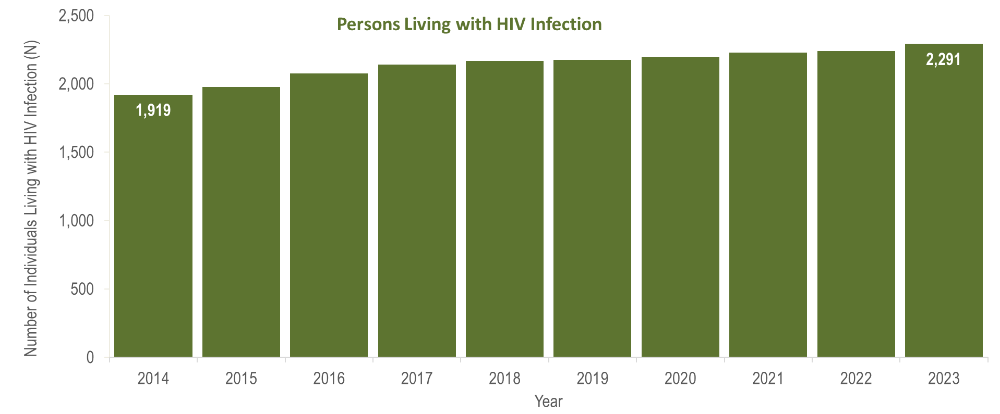 Persons Living with HIV Infection
Number of Individuals Living with HIV Infection (N)
2,500
2,000
1,500
1,000
500
0
1,919
2,291
2014 2015 2016 2017 2018 2019 2020 2021 2022 2023
Year